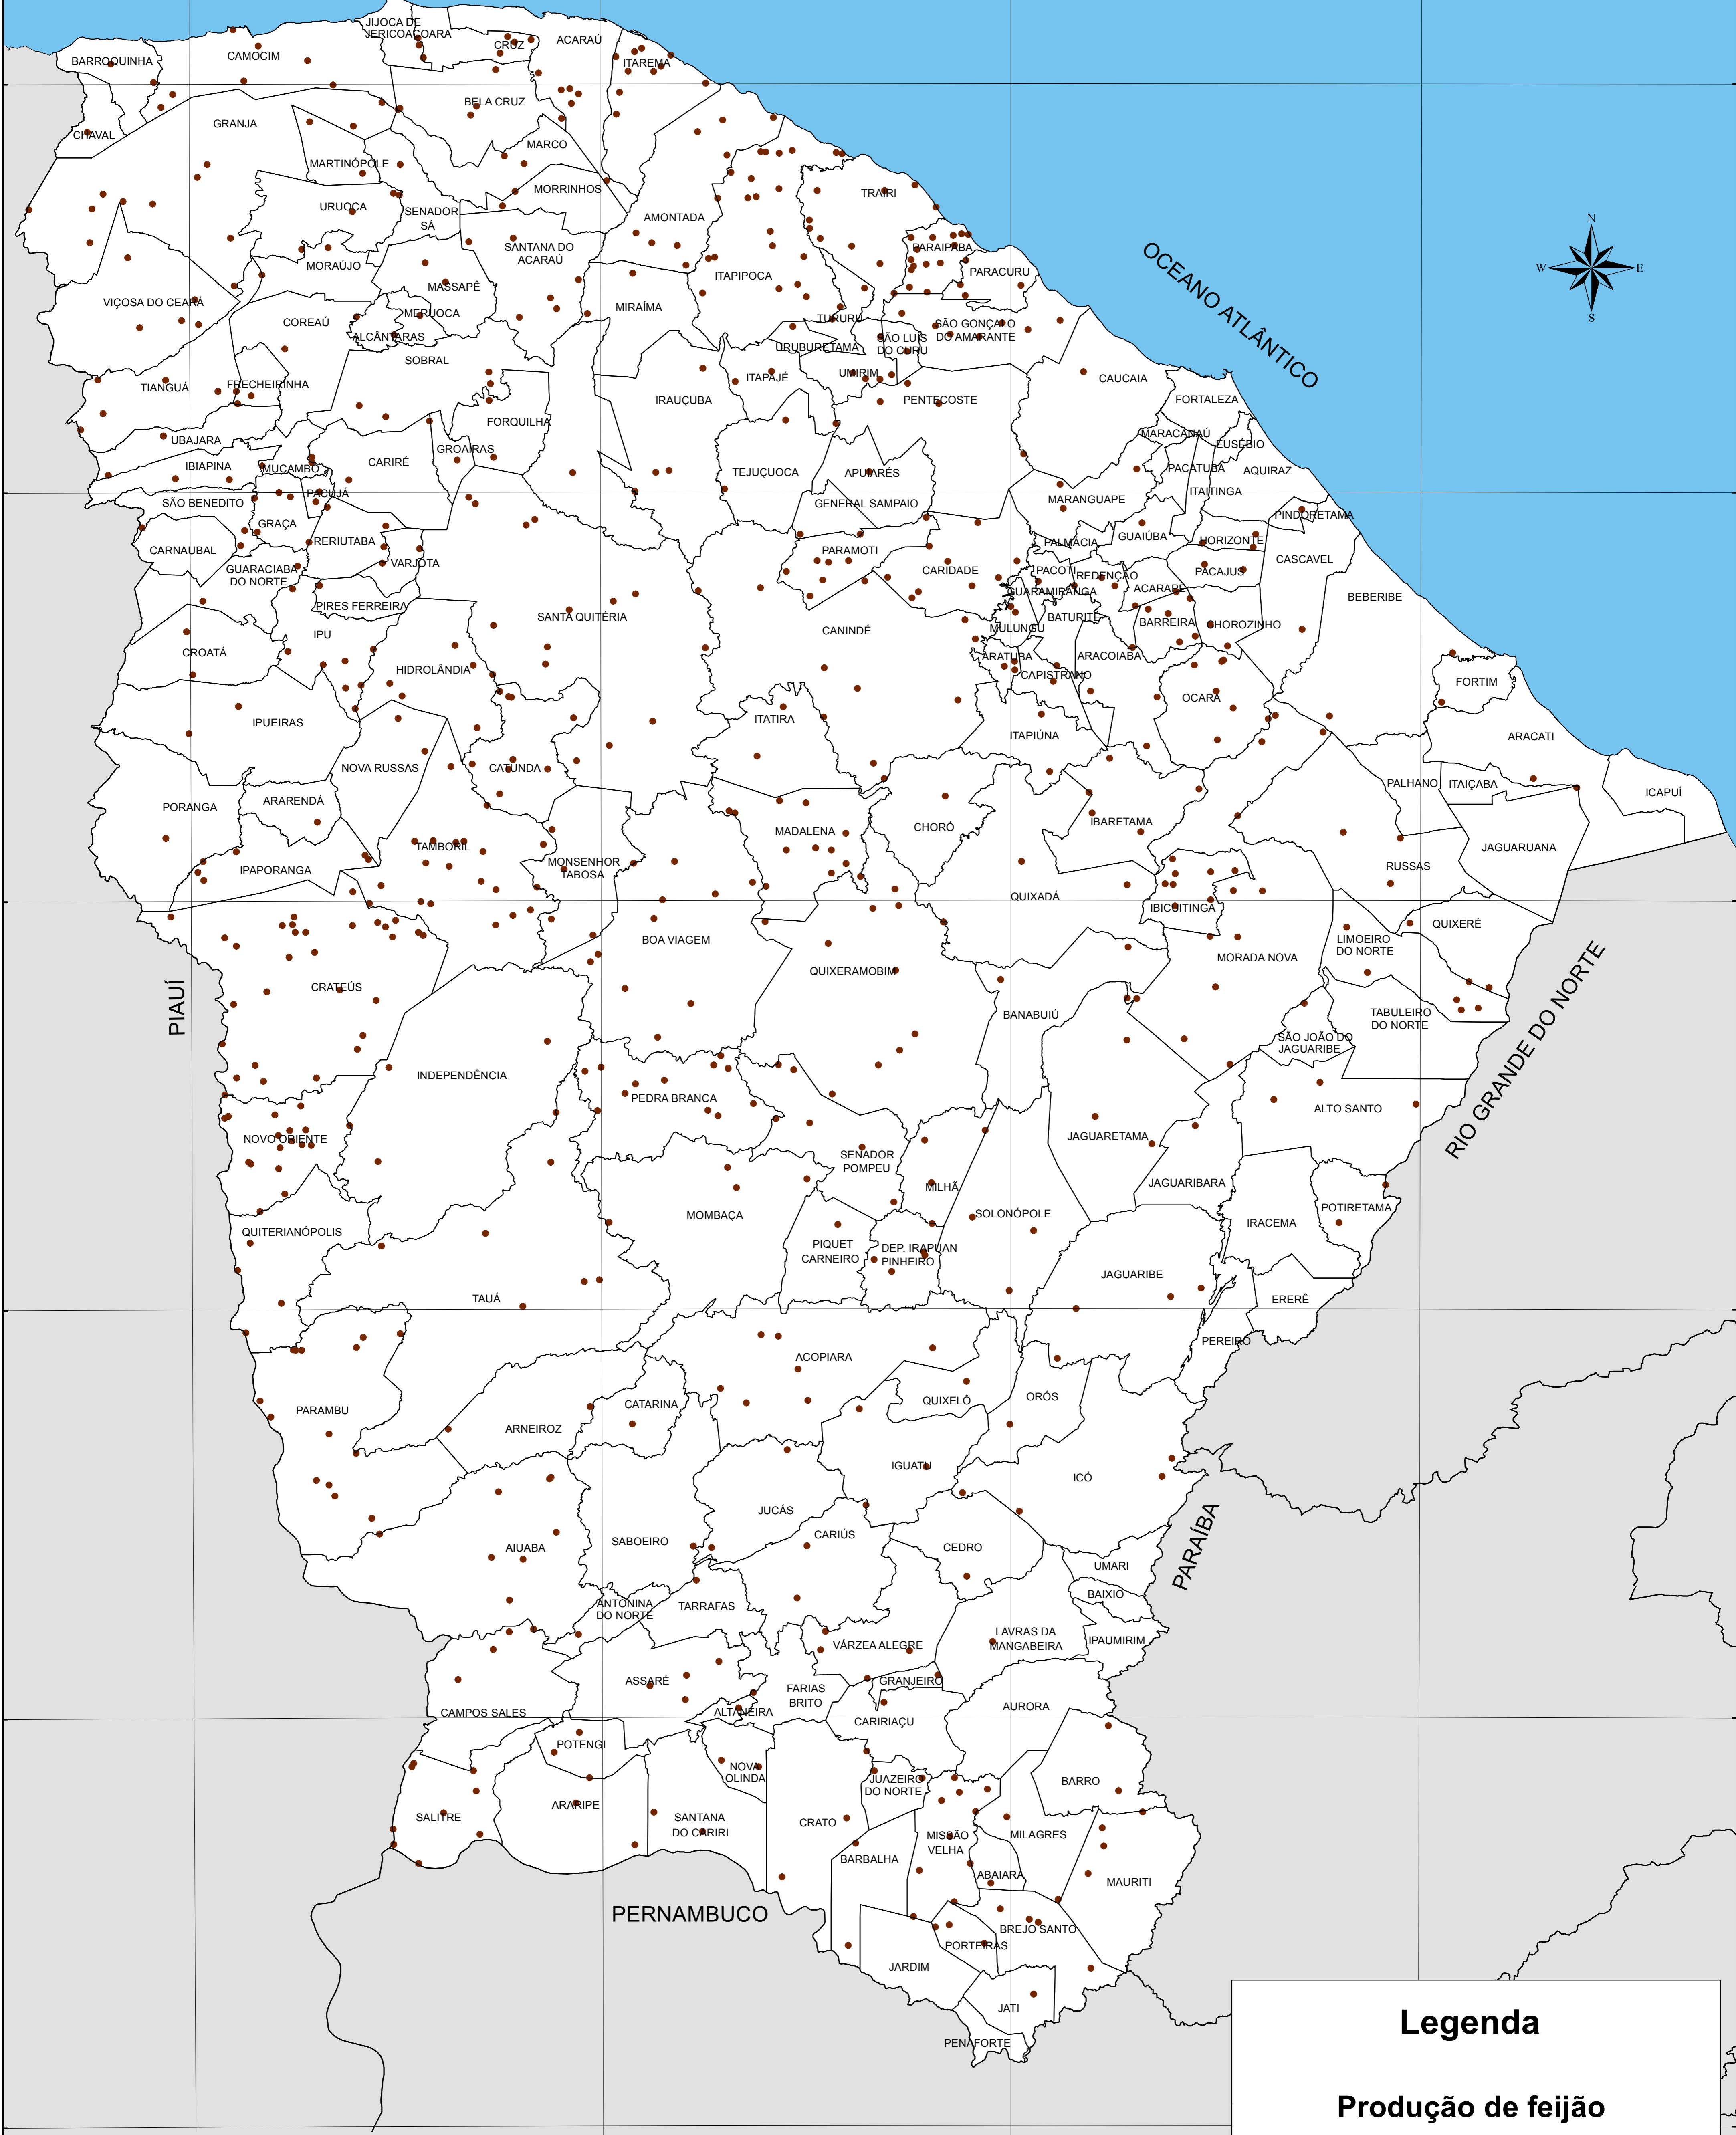 JIJOCA DE
JERICOACOARA
CRUZ
ACARAÚ
BARROQUINHA
CAMOCIM
ITAREMA
BELA CRUZ
GRANJA
CHAVAL
MARCO
MARTINÓPOLE
MORRINHOS
TRAIRI
URUOCA
SENADOR
SÁ
AMONTADA
N
W
E
S
SANTANA DO
ACARAÚ
PARAIPABA
OCEANO ATLÂNTICO
MORAÚJO
ITAPIPOCA
PARACURU
MASSAPÊ
VIÇOSA DO CEARÁ
MIRAÍMA
MERUOCA
TURURU
COREAÚ
SÃO GONÇALO
DO AMARANTE
ALCÂNTARAS
SÃO LUÍS
DO CURU
URUBURETAMA
SOBRAL
UMIRIM
ITAPAJÉ
CAUCAIA
TIANGUÁ
FRECHEIRINHA
IRAUÇUBA
PENTECOSTE
FORTALEZA
FORQUILHA
MARACANAÚ
UBAJARA
EUSÉBIO
GROAÍRAS
IBIAPINA
MUCAMBO
CARIRÉ
TEJUÇUOCA
APUIARÉS
PACATUBA
AQUIRAZ
PACUJÁ
ITAITINGA
SÃO BENEDITO
GENERAL SAMPAIO
MARANGUAPE
PINDORETAMA
GRAÇA
GUAIÚBA
HORIZONTE
RERIUTABA
PALMÁCIA
CARNAUBAL
PARAMOTI
VARJOTA
CASCAVEL
GUARACIABA
DO NORTE
CARIDADE
PACOTI
REDENÇÃO
PACAJUS
GUARAMIRANGA
ACARAPE
BEBERIBE
PIRES FERREIRA
SANTA QUITÉRIA
BATURITÉ
BARREIRA
CHOROZINHO
IPU
CANINDÉ
MULUNGU
CROATÁ
ARATUBA
ARACOIABA
HIDROLÂNDIA
CAPISTRANO
FORTIM
OCARA
IPUEIRAS
ITATIRA
ITAPIÚNA
ARACATI
NOVA RUSSAS
CATUNDA
PALHANO
ITAIÇABA
ICAPUÍ
PORANGA
ARARENDÁ
MADALENA
CHORÓ
IBARETAMA
TAMBORIL
JAGUARUANA
MONSENHOR
TABOSA
RUSSAS
IPAPORANGA
QUIXADÁ
IBICUITINGA
QUIXERÉ
BOA VIAGEM
LIMOEIRO
DO NORTE
MORADA NOVA
QUIXERAMOBIM
CRATEÚS
PIAUÍ
BANABUIÚ
TABULEIRO
DO NORTE
SÃO JOÃO DO
JAGUARIBE
RIO GRANDE DO NORTE
INDEPENDÊNCIA
PEDRA BRANCA
ALTO SANTO
NOVO ORIENTE
JAGUARETAMA
SENADOR
POMPEU
MILHÃ
JAGUARIBARA
MOMBAÇA
SOLONÓPOLE
POTIRETAMA
IRACEMA
QUITERIANÓPOLIS
PIQUET
CARNEIRO
DEP. IRAPUAN
PINHEIRO
JAGUARIBE
TAUÁ
ERERÊ
PEREIRO
ACOPIARA
ORÓS
QUIXELÔ
CATARINA
PARAMBU
ARNEIROZ
IGUATU
ICÓ
JUCÁS
PARAÍBA
CARIÚS
SABOEIRO
AIUABA
CEDRO
UMARI
BAIXIO
ANTONINA
DO NORTE
TARRAFAS
LAVRAS DA
MANGABEIRA
VÁRZEA ALEGRE
IPAUMIRIM
ASSARÉ
GRANJEIRO
FARIAS
BRITO
AURORA
CAMPOS SALES
ALTANEIRA
CARIRIAÇU
POTENGI
NOVA
OLINDA
JUAZEIRO
DO NORTE
BARRO
ARARIPE
SALITRE
SANTANA
DO CARIRI
CRATO
MISSÃO
VELHA
MILAGRES
BARBALHA
ABAIARA
MAURITI
PERNAMBUCO
BREJO SANTO
PORTEIRAS
JARDIM
JATI
PENAFORTE
Legenda
Produção de feijão